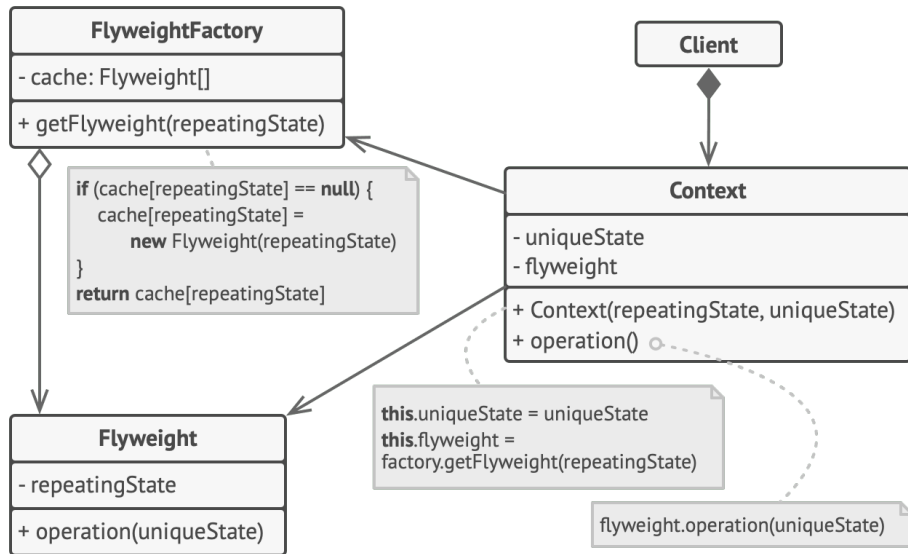 FlyweightFactory
- cache: Flyweight[]
+ getFlyweight(repeatingState)
if (cache[repeatingState] == null) {
cache[repeatingState] =
new Flyweight(repeatingState)
}
return cache[repeatingState]
Client
Context
- uniqueState
- flyweight
+ Context(repeatingState, uniqueState)
+ operation()
this.uniqueState = uniqueState
this.flyweight =
factory.getFlyweight(repeatingState)
flyweight.operation(uniqueState)
Flyweight
- repeatingState
+ operation(uniqueState)